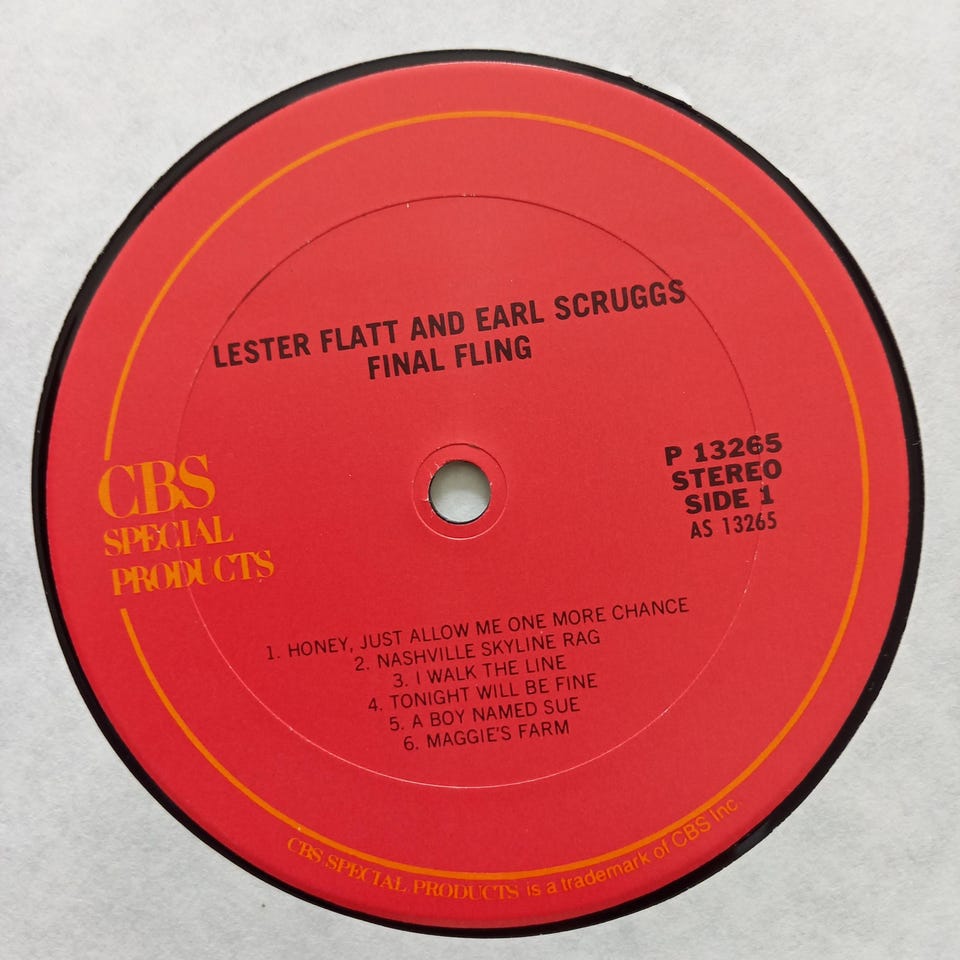 LESTER FLATT AND EARL SCRUGGS
FINAL FLING
CBS
SPECIAL
PRODUCTS
P 13265
STEREO
SIDE 1
AS 13265
1. HONEY, JUST ALLOW ME ONE MORE CHANCE
2. NASHVILLE SKYLINE RAG
3. I WALK THE LINE
4. TONIGHT WILL BE FINE
5. A BOY NAMED SUE
6. MAGGIE'S FARM
CBS SPECIAL PRODUCTS is a trademark of CBS Inc.